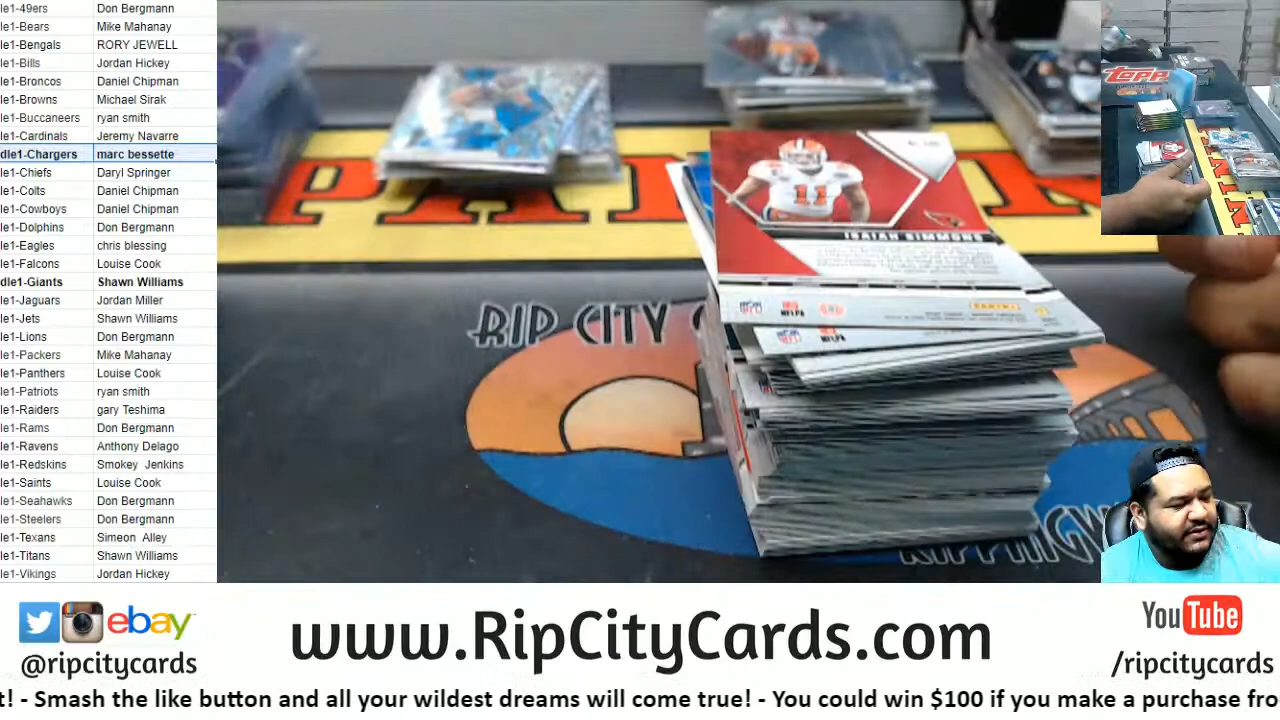 le1-49ers Don Bergmann
le1-Bears Mike Mahanay
le1-Bengals RORY JEWELL
le1-Bills Jordan Hickey
le1-Broncos Daniel Chipman
le1-Browns Michael Sirak
le1-Buccaneers ryan smith
le1-Cardinals Jeremy Navarre
dle1-Chargers marc bessette
le1-Chiefs Daryl Springer
le1-Colts Daniel Chipman
le1-Cowboys Daniel Chipman
le1-Dolphins Don Bergmann
le1-Eagles chris blessing
le1-Falcons Louise Cook
dle1-Giants Shawn Williams
le1-Jaguars Jordan Miller
le1-Jets Shawn Williams
le1-Lions Don Bergmann
le1-Packers Mike Mahanay
le1-Panthers Louise Cook
le1-Patriots ryan smith
le1-Raiders gary Teshima
le1-Rams Don Bergmann
le1-Ravens Anthony Delago
le1-Redskins Smokey Jenkins
le1-Saints Louise Cook
le1-Seahawks Don Bergmann
le1-Steelers Don Bergmann
le1-Texans Simeon Alley
le1-Titans Shawn Williams
le1-Vikings Jordan Hickey
TOPP
11
ISAIAH SIMMONS
NFL
PANINI
RIP CITY
ebay
@ripcitycards
www.RipCityCards.com
YouTube
/ripcitycards
t! - Smash the like button and all your wildest dreams will come true! - You could win $100 if you make a purchase fro